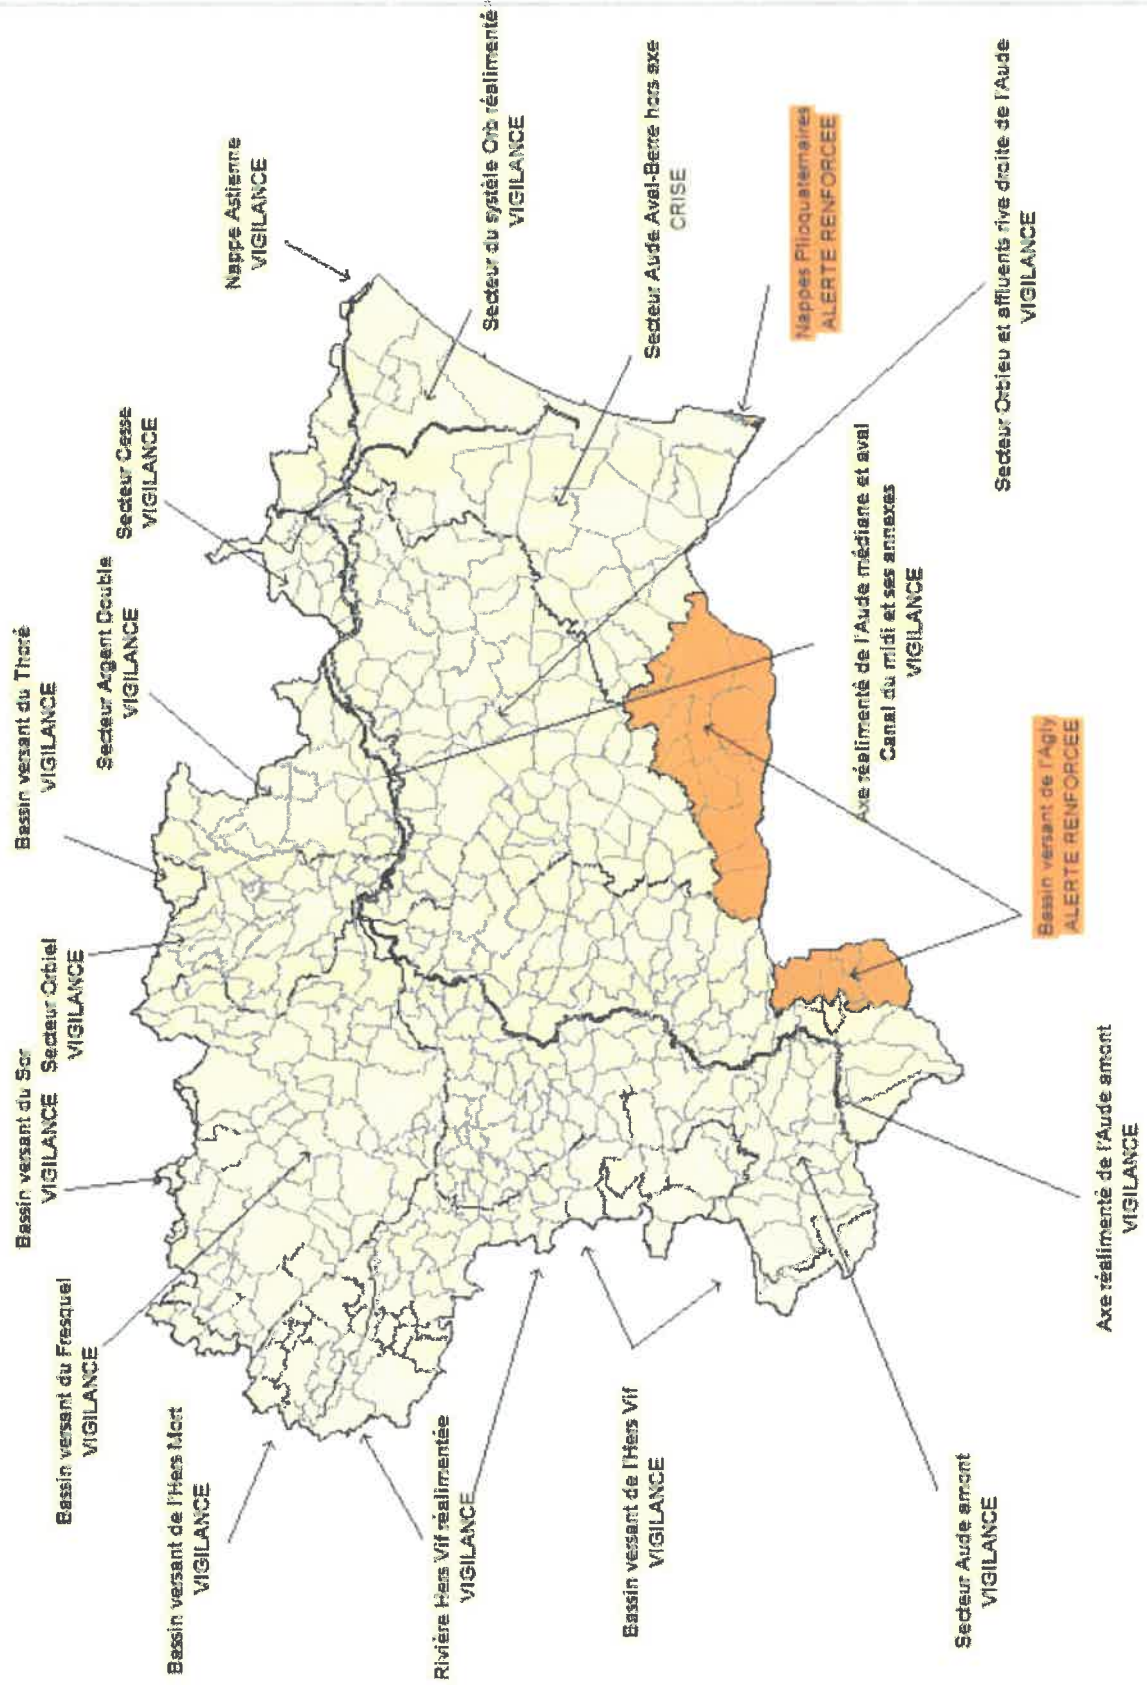 Bassin versant du Thoré
VIGILANCE
Secteur Argent Double
VIGILANCE
Secteur Cesse
VIGILANCE
Nappe Astienne
VIGILANCE
Secteur du systèle Orb réalimenté
VIGILANCE
Secteur Aude Aval-Berre hors axe
CRISE
Nappes Plioquaternaires
ALERTE RENFORCEE
Secteur Orbieu et affluents rive droite de l'Aude
VIGILANCE
Axe réalimenté de l'Aude médiane et aval
Canal du midi et ses annexes
VIGILANCE
Bassin versant de l'Agly
ALERTE RENFORCEE
Axe réalimenté de l'Aude amont
VIGILANCE
Secteur Aude amont
VIGILANCE
Bassin versant de l'Hers Vif
VIGILANCE
Rivière Hers Vif réalimentée
VIGILANCE
Bassin versant de l'Hers Mort
VIGILANCE
Bassin versant du Fresquel
VIGILANCE
Bassin versant du Sor
VIGILANCE
Secteur Orbiel
VIGILANCE